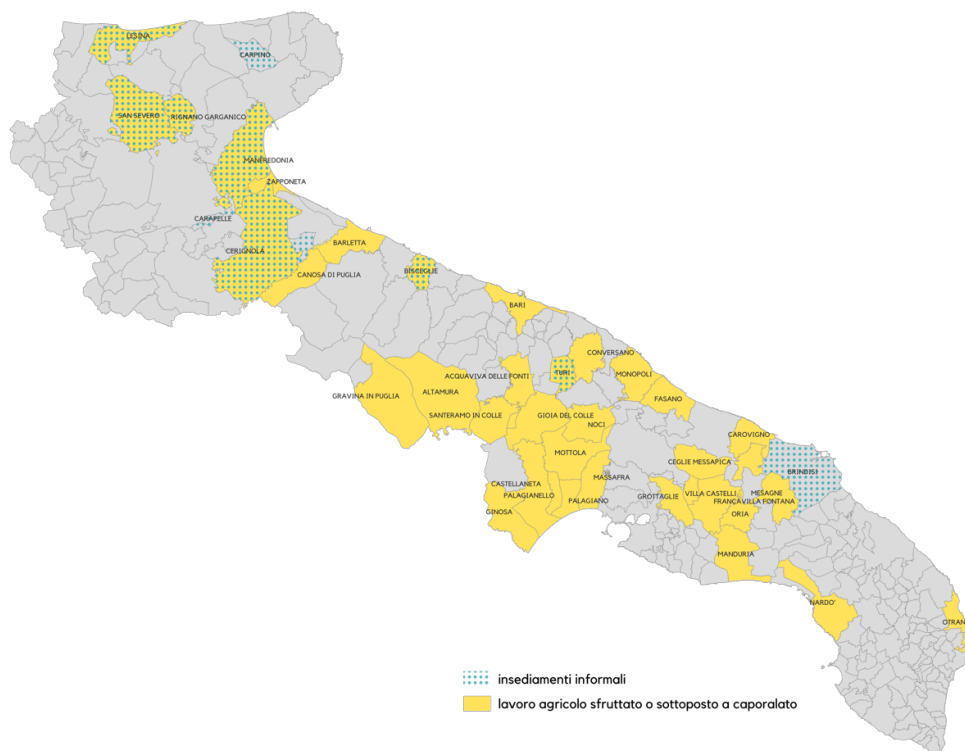 LESINA
CARPINO
SAN SEVERO
RIGNANO GARGANICO
MANFREDONIA
ZAPPONETA
CARAPELLE
BARLETTA
CERIGNOLA
BISCEGLIE
CANOSA DI PUGLIA
BARI
CONVERSANO
ACQUAVIVA DELLE FONTI
TURI
MONOPOLI
ALTAMURA
GRAVINA IN PUGLIA
FASANO
SANTERAMO IN COLLE
GIOIA DEL COLLE
NOCI
CAROVIGNO
MOTTOLA
CEGLIE MESSAPICA
BRINDISI
MASSAFRA
CASTELLANETA
PALAGIANELLO
PALAGIANO
GROTTAGLIE
VILLA CASTELLI
MESAGNE
FRANCAVILLA FONTANA
GINOSA
ORIA
MANDURIA
NARDO'
OTRAN
insediamenti informali
lavoro agricolo sfruttato o sottoposto a caporalato